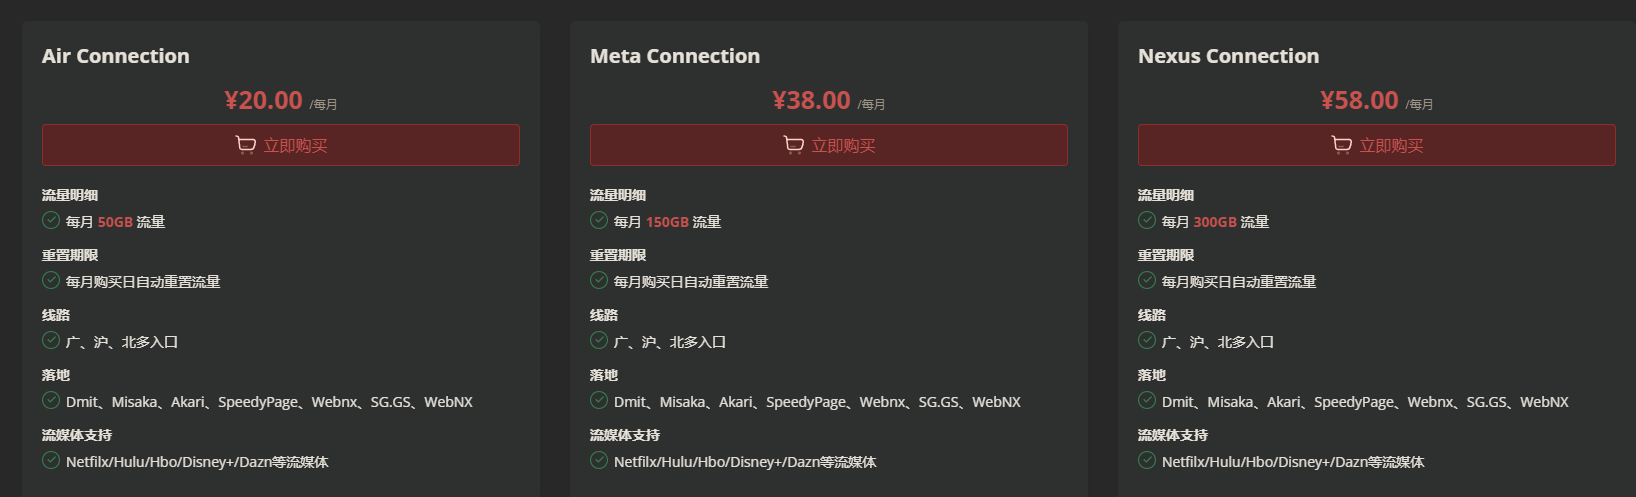 Air Connection
¥20.00 /每月
立即购买
流量明细
每月 50GB 流量
重置期限
每月购买日自动重置流量
线路
广、沪、北多入口
落地
Dmit、Misaka、Akari、SpeedyPage、Webnx、SG.GS、WebNX
流媒体支持
Netfilx/Hulu/Hbo/Disney+/Dazn等流媒体
Meta Connection
¥38.00 /每月
立即购买
流量明细
每月 150GB 流量
重置期限
每月购买日自动重置流量
线路
广、沪、北多入口
落地
Dmit、Misaka、Akari、SpeedyPage、Webnx、SG.GS、WebNX
流媒体支持
Netfilx/Hulu/Hbo/Disney+/Dazn等流媒体
Nexus Connection
¥58.00 /每月
立即购买
流量明细
每月 300GB 流量
重置期限
每月购买日自动重置流量
线路
广、沪、北多入口
落地
Dmit、Misaka、Akari、SpeedyPage、Webnx、SG.GS、WebNX
流媒体支持
Netfilx/Hulu/Hbo/Disney+/Dazn等流媒体